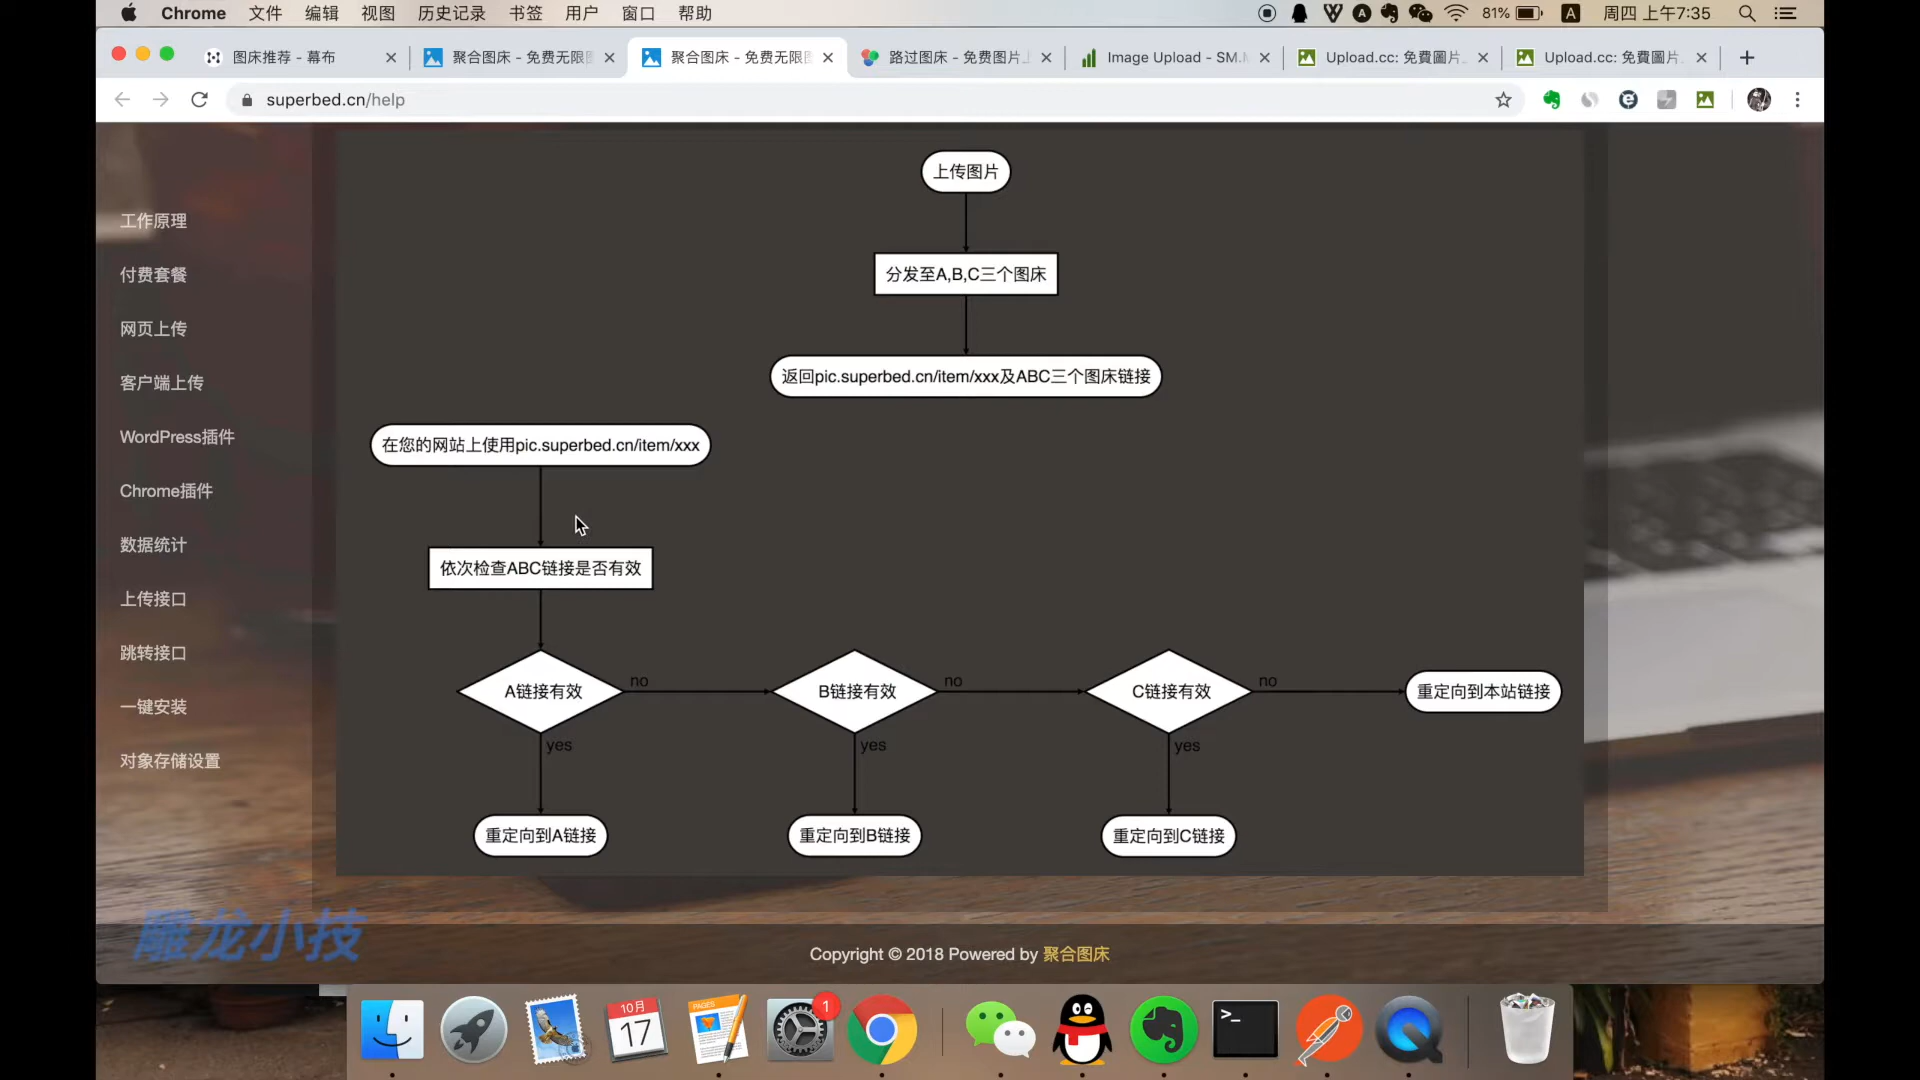 Chrome 文件 编辑 视图 历史记录 书签 用户 窗口 帮助 81% A 周四 上午7:35
图床推荐 - 幕布 聚合图床 - 免费无限图 聚合图床 - 免费无限图 路过图床 - 免费图片上 Image Upload - SM.M Upload.cc: 免費圖片 Upload.cc: 免費圖片
superbed.cn/help
上传图片
分发至A,B,C三个图床
返回pic.superbed.cn/item/xxx及ABC三个图床链接
工作原理
付费套餐
网页上传
客户端上传
WordPress插件
Chrome插件
数据统计
上传接口
跳转接口
一键安装
对象存储设置
在您的网站上使用pic.superbed.cn/item/xxx
依次检查ABC链接是否有效
A链接有效 no B链接有效 no C链接有效 no 重定向到本站链接
yes yes yes
重定向到A链接 重定向到B链接 重定向到C链接
雕龙小技
Copyright © 2018 Powered by 聚合图床
10月
17
PAGES
1